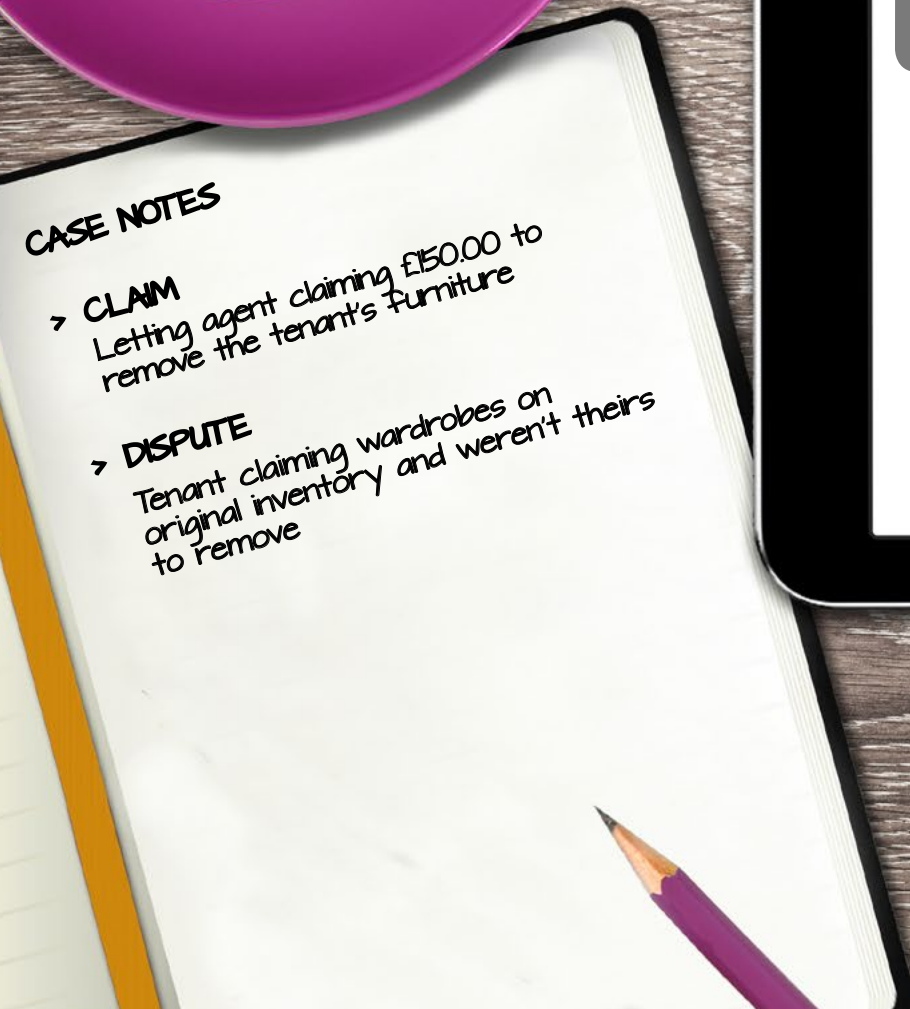 CASE NOTES
> CLAIM
Letting agent claiming £150.00 to
remove the tenant's furniture
> DISPUTE
Tenant claiming wardrobes on
original inventory and weren't theirs
to remove